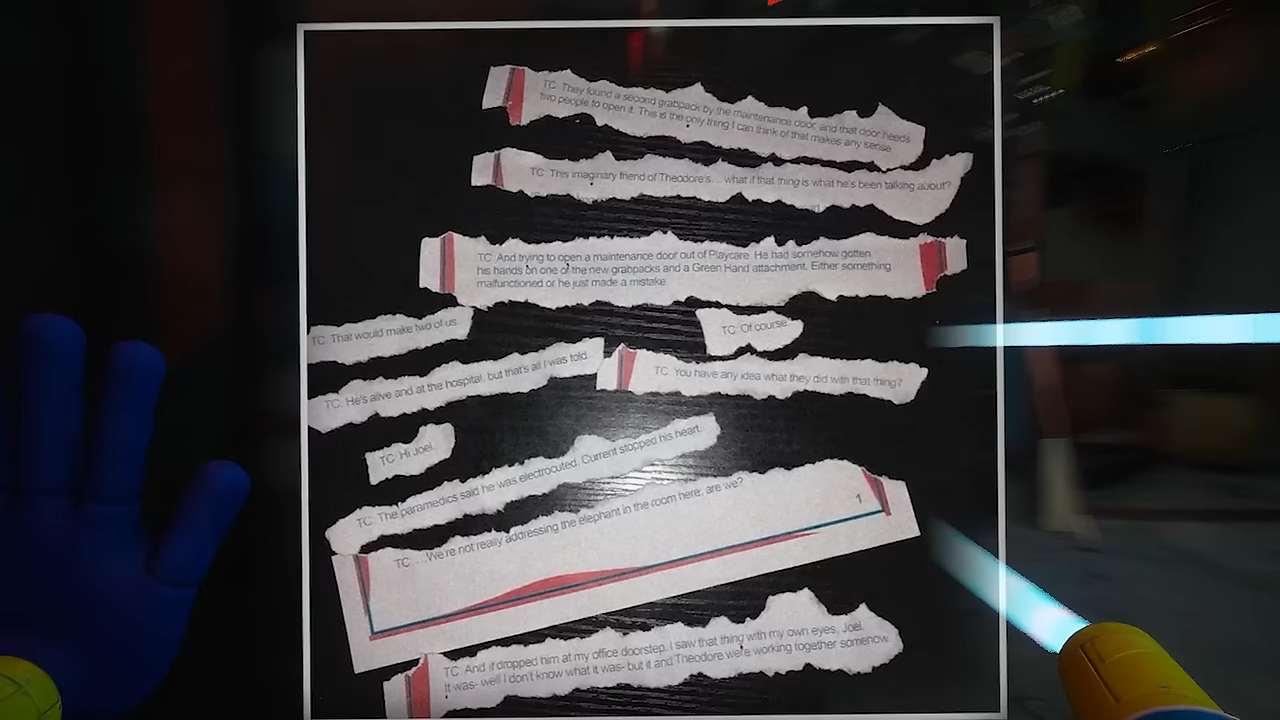 TC: They found a second grabpack by the maintenance door, and that door needs
two people to open it. This is the only thing I can think of that makes any sense.
TC: This imaginary friend of Theodore's... what if that thing is what he's been talking about?
TC: And trying to open a maintenance door out of Playcare. He had somehow gotten
his hands on one of the new grabpacks and a Green Hand attachment. Either something
malfunctioned or he just made a mistake.
TC: That would make two of us.
TC: Of course.
TC: He's alive and at the hospital, but that's all I was told.
TC: You have any idea what they did with that thing?
TC: Hi Joel.
TC: The paramedics said he was electrocuted. Current stopped his heart.
TC: ...We're not really addressing the elephant in the room here, are we?
1
TC: And it dropped him at my office doorstep. I saw that thing with my own eyes, Joel.
It was- well I don't know what it was- but it and Theodore were working together somehow.